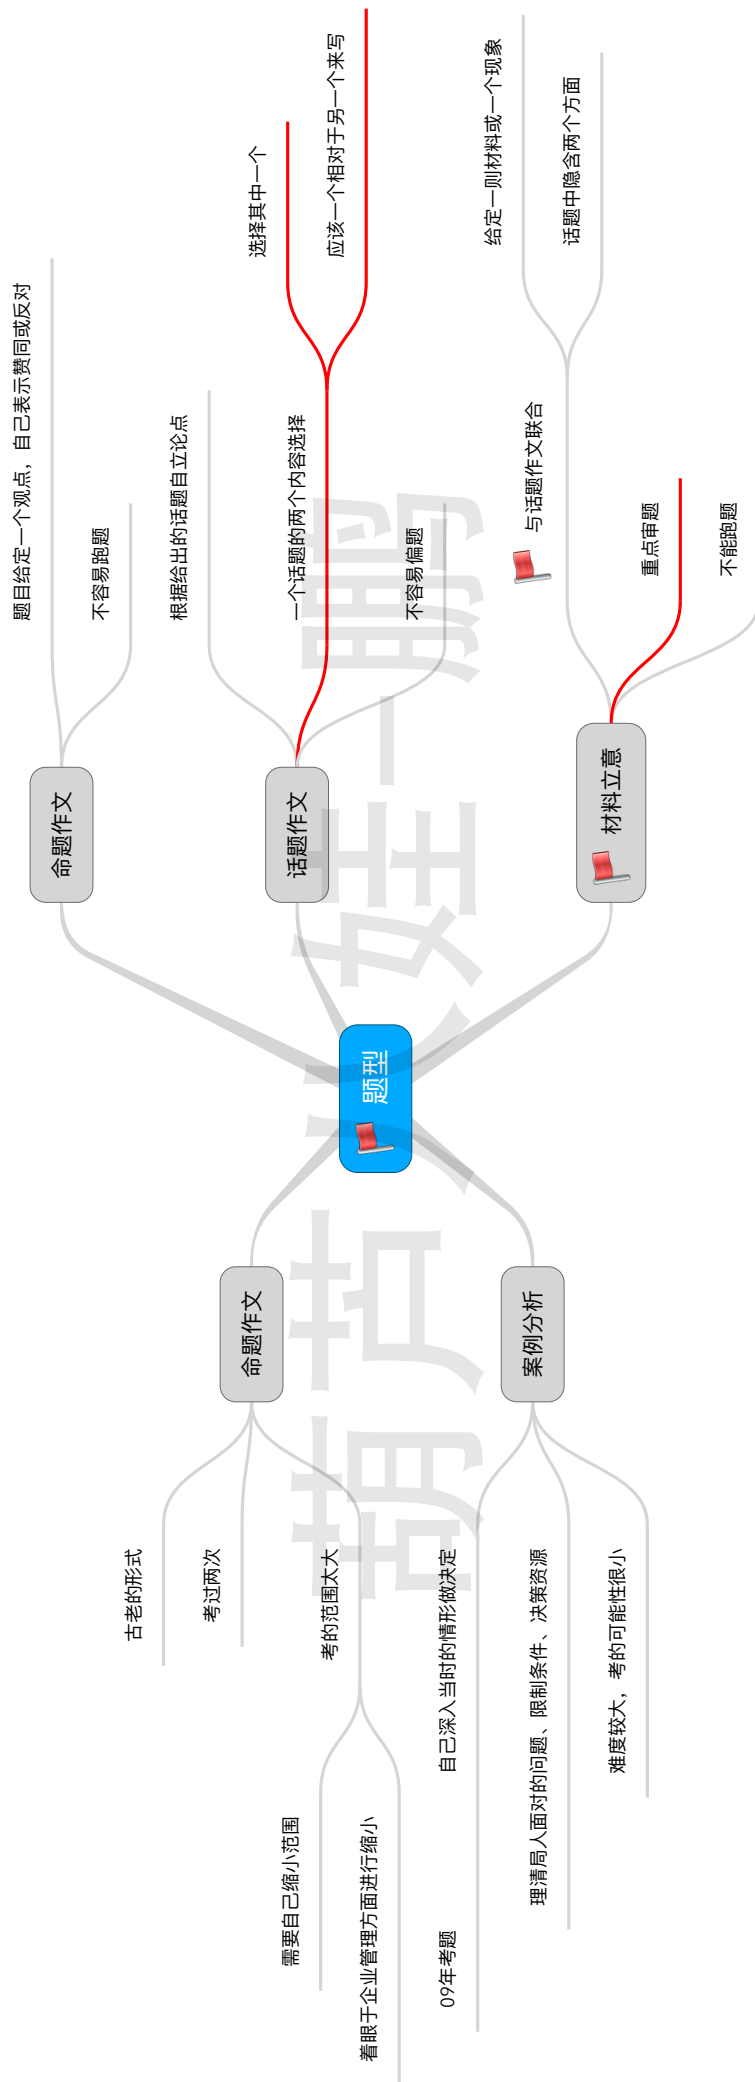 题型
命题作文
题目给定一个观点，自己表示赞同或反对
不容易跑题
话题作文
根据给出的话题自立论点
一个话题的两个内容选择
选择其中一个
应该一个相对于另一个来写
不容易偏题
材料立意
与话题作文联合
给定一则材料或一个现象
话题中隐含两个方面
重点审题
不能跑题
命题作文
古老的形式
考过两次
考的范围太大
需要自己缩小范围
着眼于企业管理方面进行缩小
案例分析
自己深入当时的情形做决定
09年考题
理清局人面对的问题、限制条件、决策资源
难度较大，考的可能性很小
葫芦兴娃一鹏